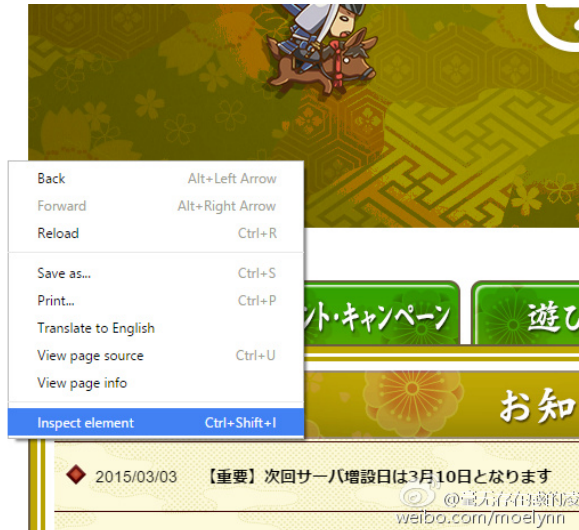 Back Alt+Left Arrow
Forward Alt+Right Arrow
Reload Ctrl+R
Save as... Ctrl+S
Print... Ctrl+P
Translate to English
View page source Ctrl+U
View page info
Inspect element Ctrl+Shift+I
ント・キャンペーン
遊び
お知
2015/03/03 【重要】次回サーバ増設日は3月10日となります
weibo.com/moelynn